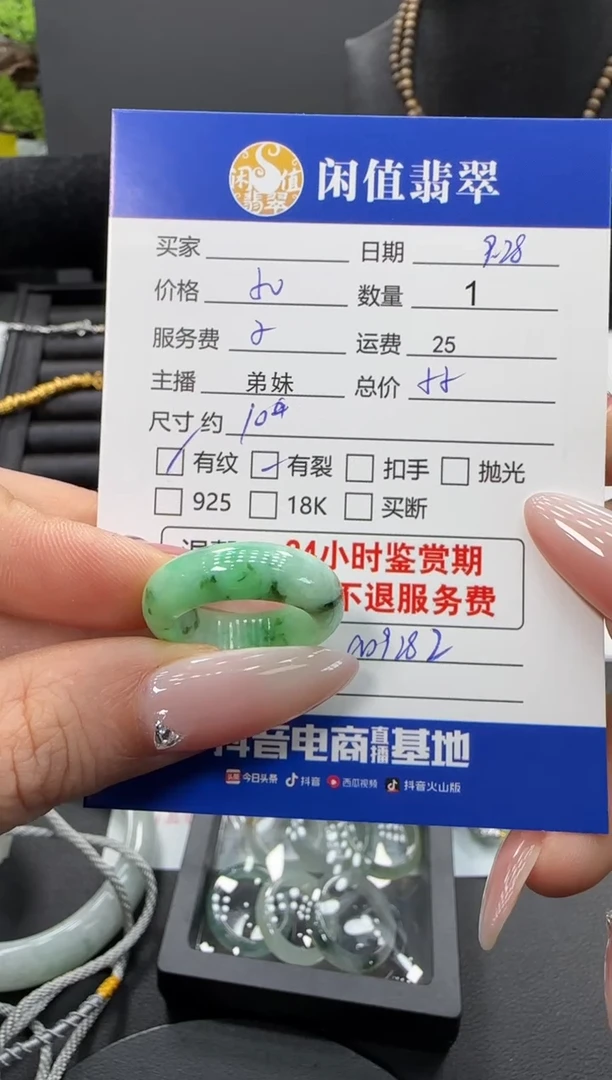 闲值翡翠
闲值翡翠
买家 日期 9.28
价格 数量 1
服务费 运费 25
主播 弟妹 总价
尺寸 约 10
有纹 有裂 扣手 抛光
925 18K 买断
24小时鉴赏期
不退服务费
009282
抖音电商直播基地
头条 今日头条 抖音 西瓜视频 抖音火山版